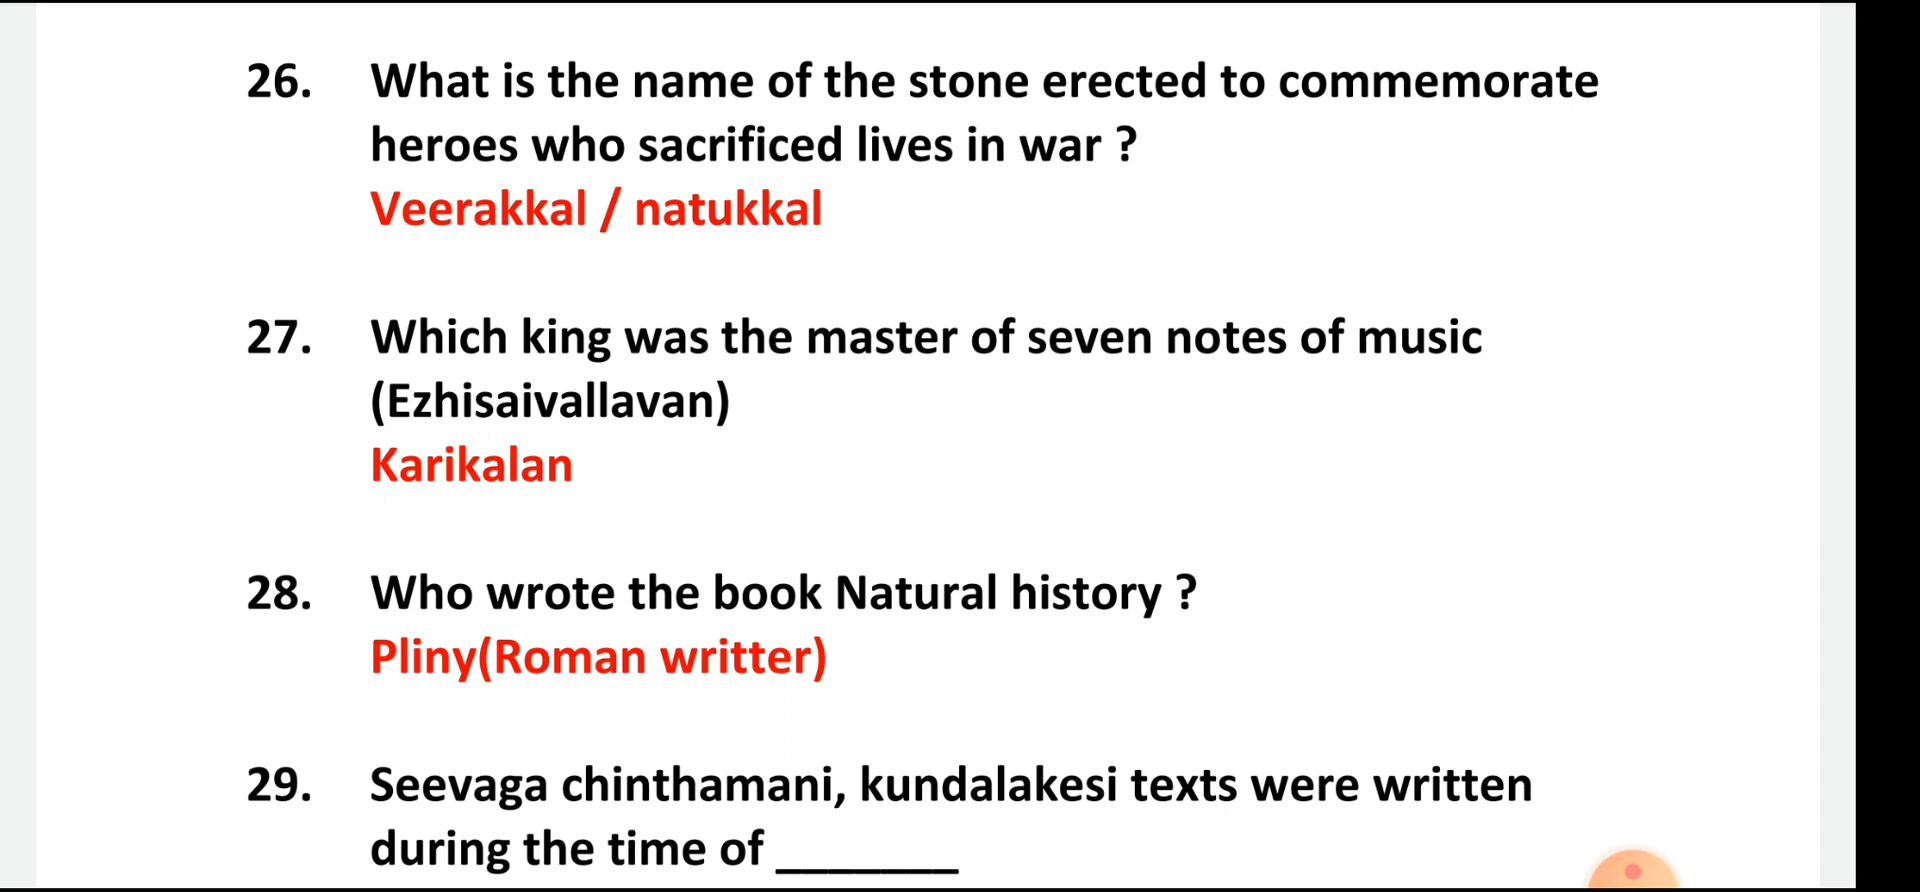 26. What is the name of the stone erected to commemorate
heroes who sacrificed lives in war ?
Veerakkal / natukkal
27. Which king was the master of seven notes of music
(Ezhisaivallavan)
Karikalan
28. Who wrote the book Natural history ?
Pliny(Roman writter)
29. Seevaga chinthamani, kundalakesi texts were written
during the time of _______